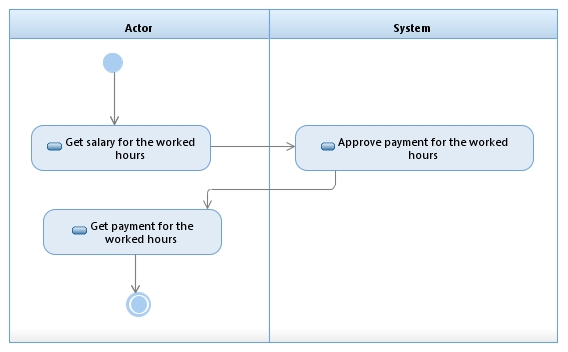 Actor
System
Get salary for the worked
hours
Approve payment for the worked
hours
Get payment for the
worked hours